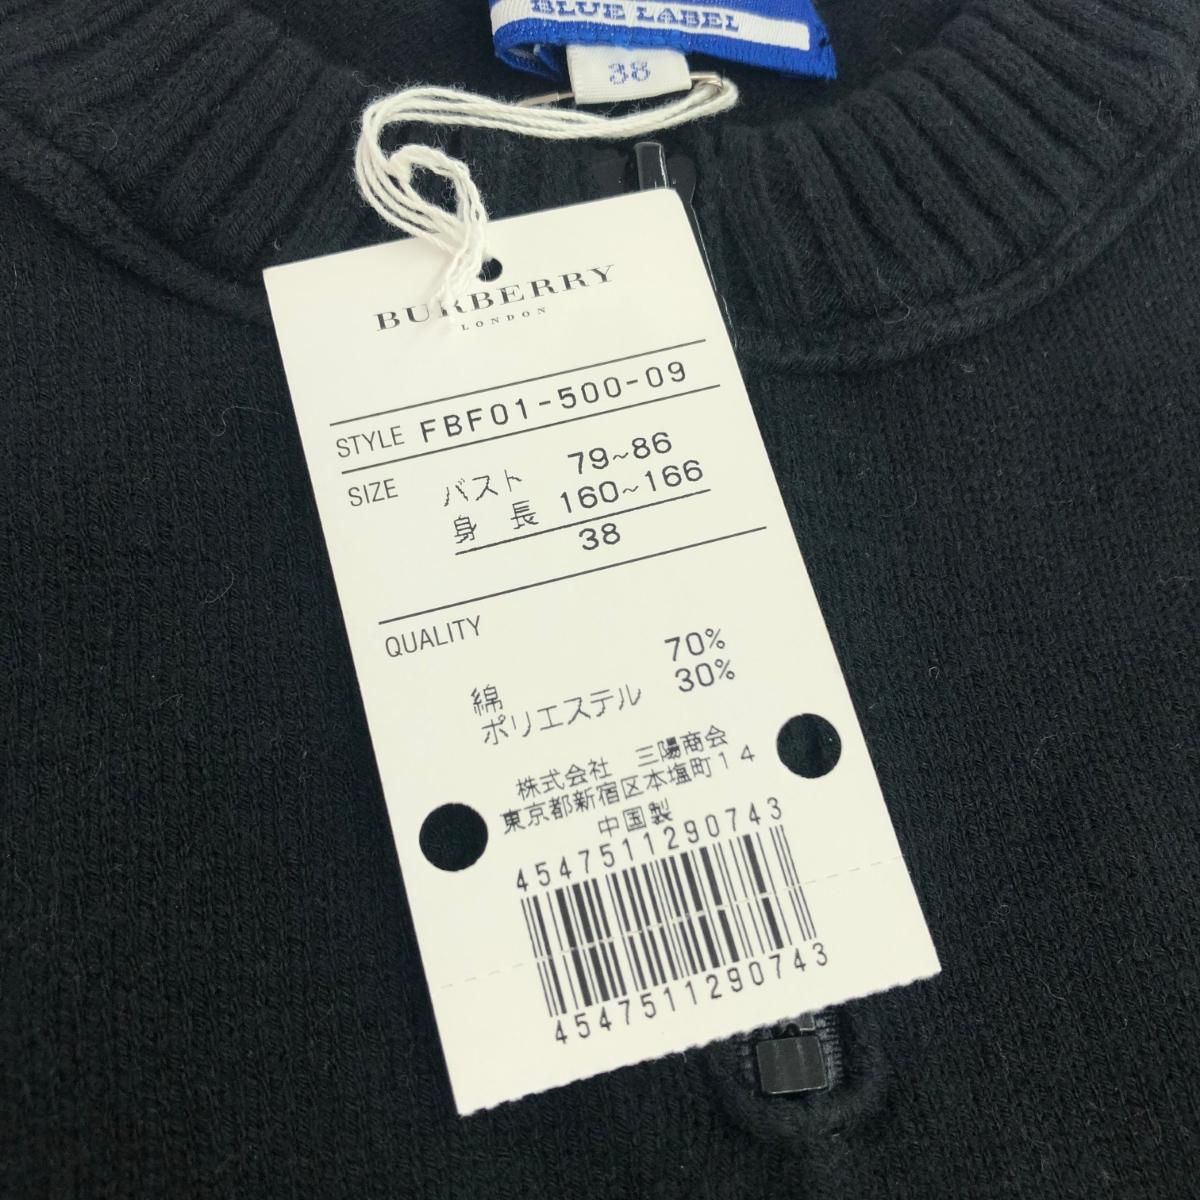 BLUE LABEL
38
BURBERRY
LONDON
STYLE FBF01-500-09
SIZE バスト 79~86
身 長 160~166
38
QUALITY
綿 70%
ポリエステル 30%
株式会社 三陽商会
東京都新宿区本塩町14
中国製
4547511290743
4547511290743